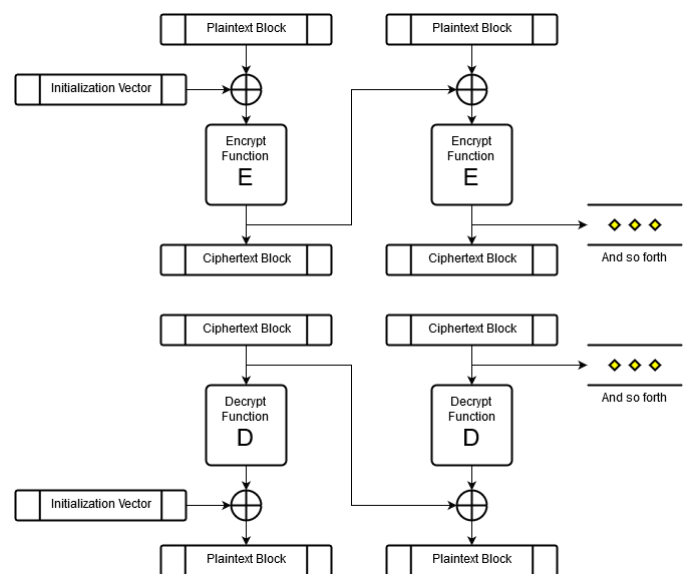 Plaintext Block
Plaintext Block
Initialization Vector
Encrypt
Function
E
Encrypt
Function
E
Ciphertext Block
Ciphertext Block
And so forth
Ciphertext Block
Ciphertext Block
Decrypt
Function
D
Decrypt
Function
D
And so forth
Initialization Vector
Plaintext Block
Plaintext Block